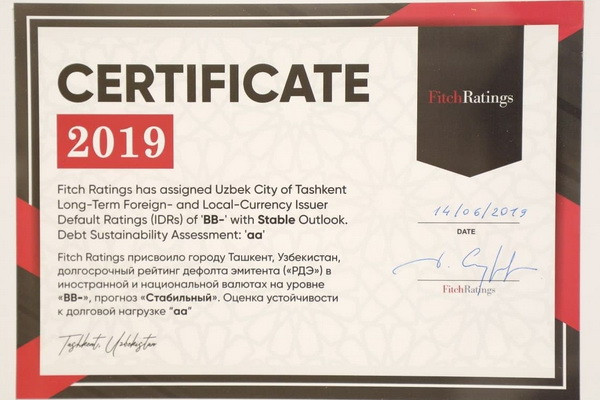 CERTIFICATE
2019
FitchRatings
Fitch Ratings has assigned Uzbek City of Tashkent
Long-Term Foreign- and Local-Currency Issuer
Default Ratings (IDRs) of 'BB-' with Stable Outlook.
Debt Sustainability Assessment: 'aa'
Fitch Ratings присвоило городу Ташкент, Узбекистан,
долгосрочный рейтинг дефолта эмитента («РДЭ») в
иностранной и национальной валютах на уровне
«BB-», прогноз «Стабильный». Оценка устойчивости
к долговой нагрузке "aa"
Tashkent, Uzbekistan
14/06/2019
DATE
FitchRatings